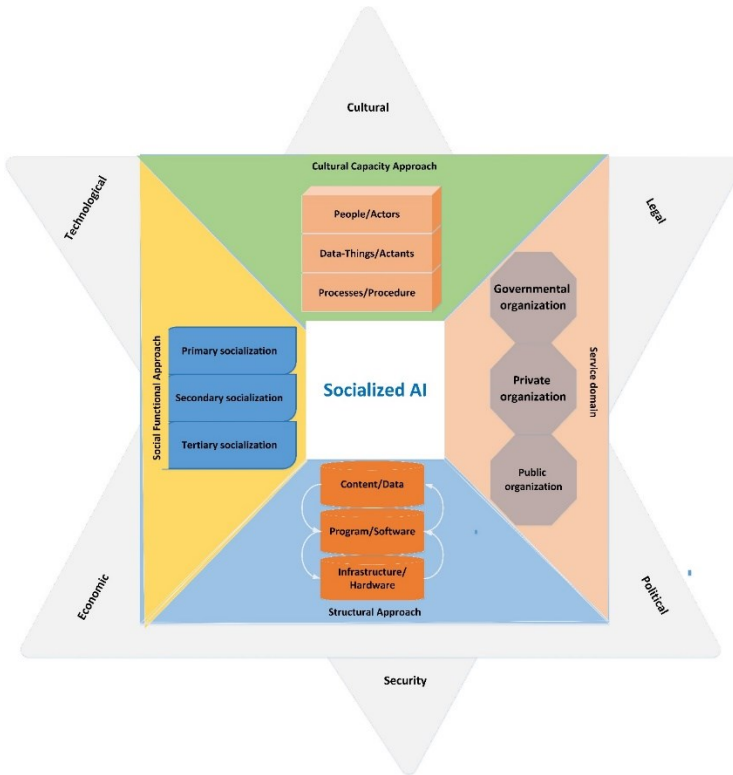 Cultural
Technological
Legal
Cultural Capacity Approach
People/Actors
Data-Things/Actants
Processes/Procedure
Social Functional Approach
Primary socialization
Secondary socialization
Tertiary socialization
Socialized AI
Governmental
organization
Private
organization
Public
organization
Service domain
Content/Data
Program/Software
Infrastructure/
Hardware
Structural Approach
Economic
Political
Security